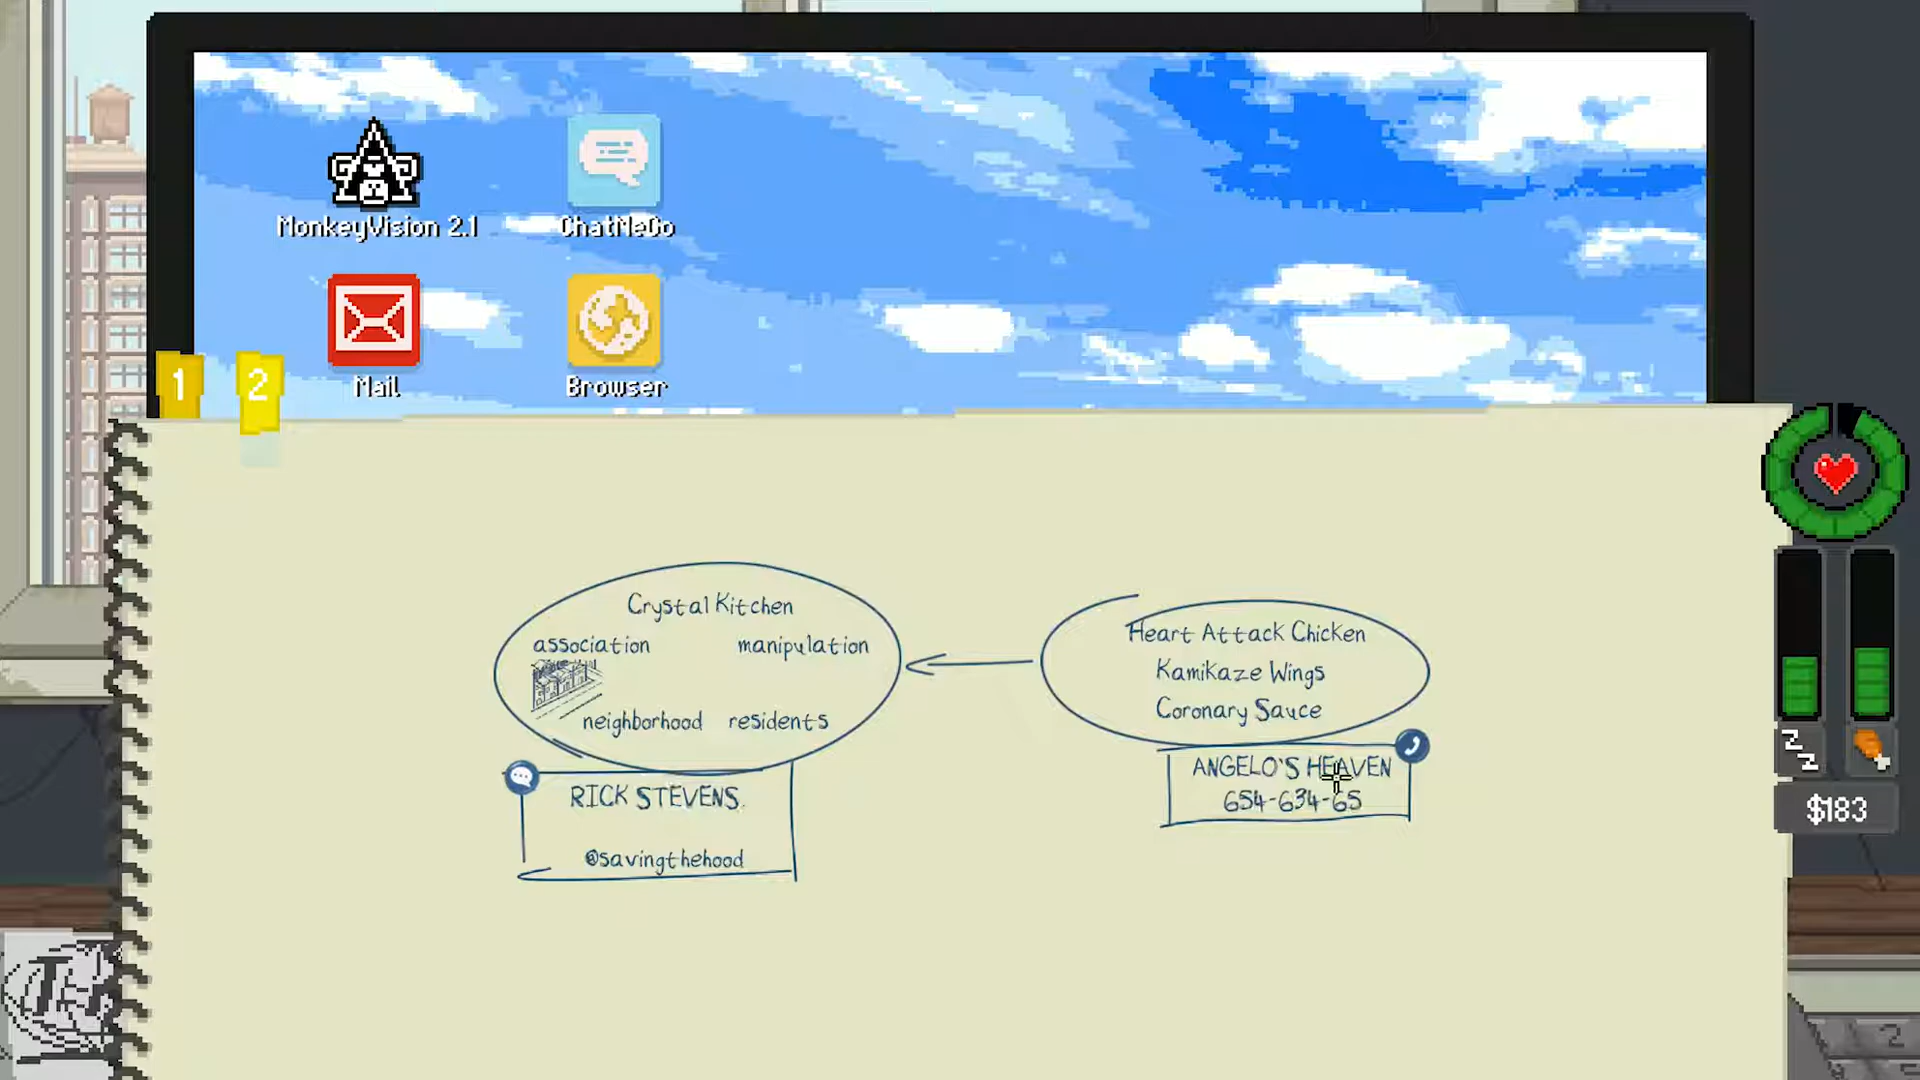 MonkeyVision 2.1
ChatMeCo
Mail
Browser
1
2
Crystal Kitchen
association
manipulation
neighborhood
residents
RICK STEVENS.
@savingthehood
Heart Attack Chicken
Kamikaze Wings
Coronary Sauce
ANGELO'S HEAVEN
654-634-65
$183
2